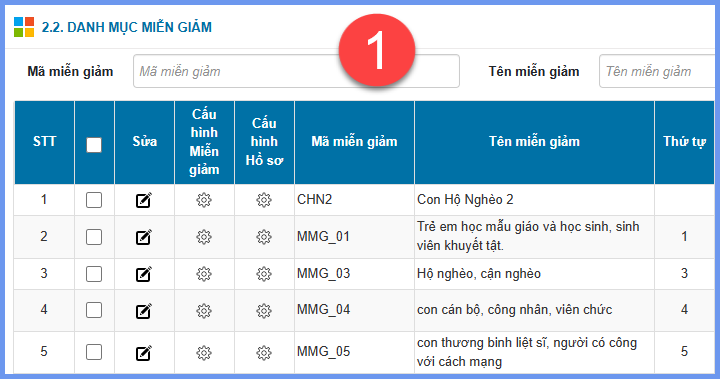 2.2. DANH MỤC MIỄN GIẢM
1
Mã miễn giảm Mã miễn giảm Tên miễn giảm Tên miễn giảm
STT Sửa Cấu hình Miễn giảm Cấu hình Hồ sơ Mã miễn giảm Tên miễn giảm Thứ tự
1 CHN2 Con Hộ Nghèo 2
2 MMG_01 Trẻ em học mẫu giáo và học sinh, sinh viên khuyết tật. 1
3 MMG_03 Hộ nghèo, cận nghèo 3
4 MMG_04 con cán bộ, công nhân, viên chức 4
5 MMG_05 con thương binh liệt sĩ, người có công với cách mạng 5